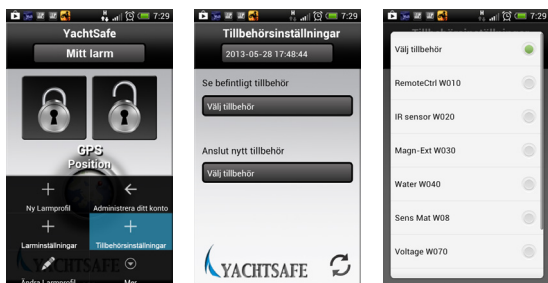 7:29
YachtSafe
Mitt larm
GPS
Position
Ny Larmprofil
Administrera ditt konto
Larminställningar
Tillbehörsinställningar
YACHTSAFE
Ändra Larmprofil
Mer
7:29
Tillbehörsinställningar
2013-05-28 17:48:44
Se befintligt tillbehör
Välj tillbehör
Anslut nytt tillbehör
Välj tillbehör
YACHTSAFE
7:29
Välj tillbehör
RemoteCtrl W010
IR sensor W020
Magn-Ext W030
Water W040
Sens Mat W08
Voltage W070